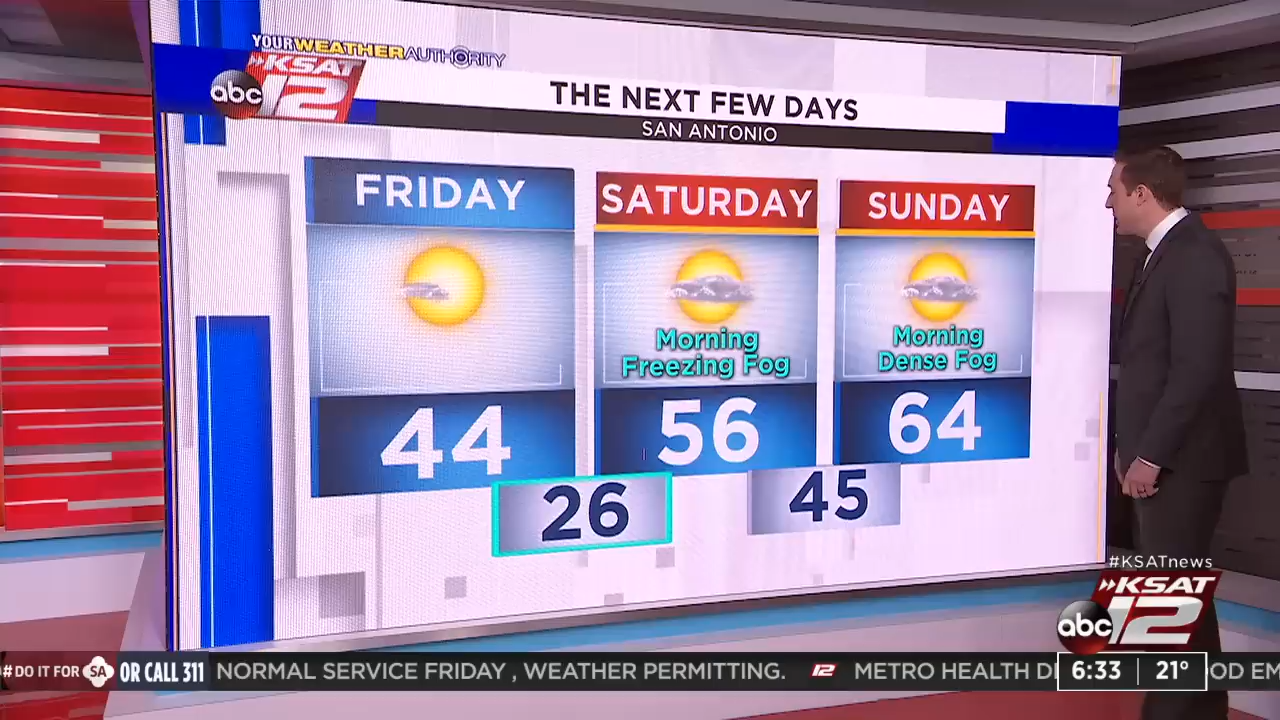 YOUR WEATHER AUTHORITY
KSAT
abc 12
THE NEXT FEW DAYS
SAN ANTONIO
FRIDAY
SATURDAY
SUNDAY
Morning
Freezing Fog
Morning
Dense Fog
44
56
64
26
45
#KSATnews
KSAT
abc 12
# DO IT FOR SA OR CALL 311 NORMAL SERVICE FRIDAY , WEATHER PERMITTING. 12 METRO HEALTH 6:33 21°